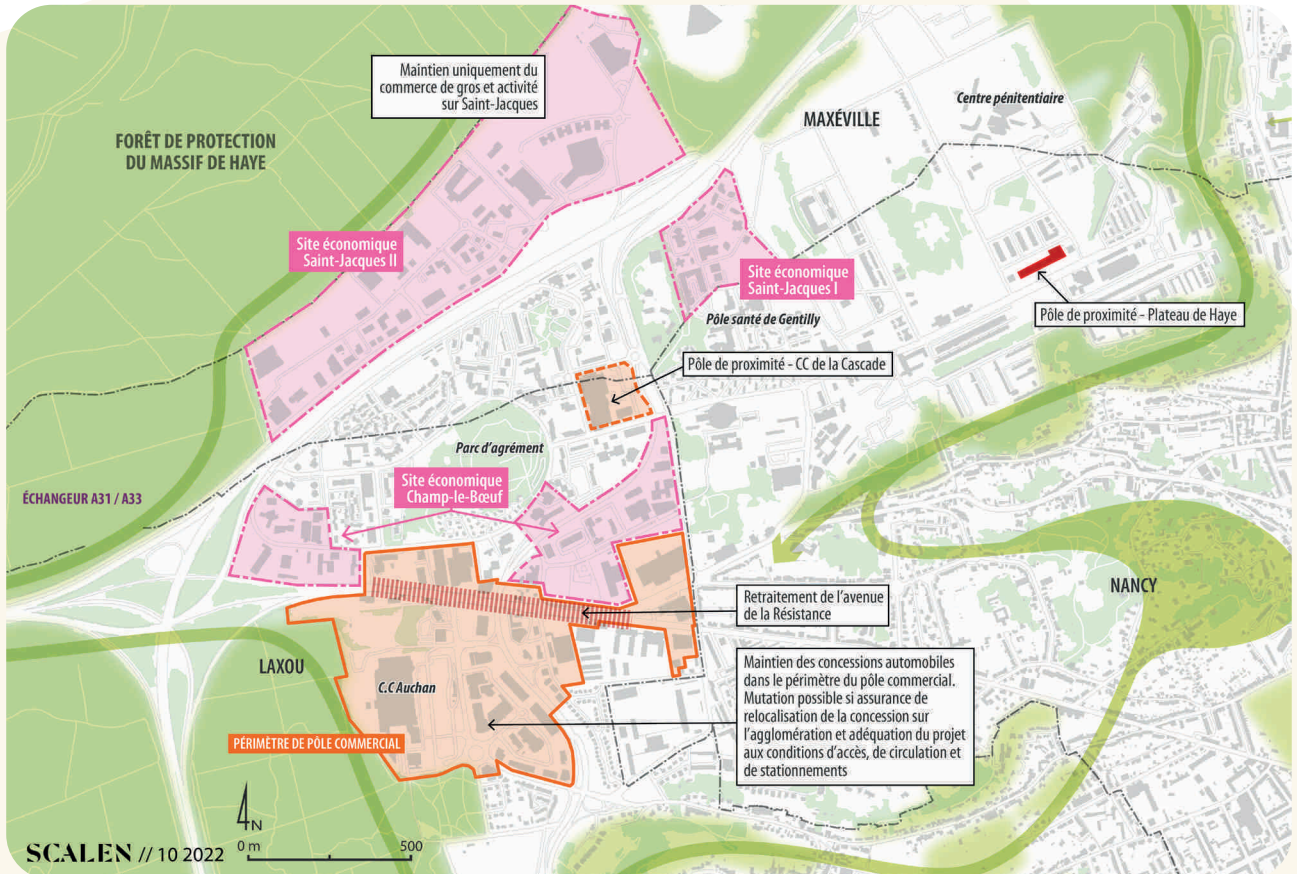 Maintien uniquement du
commerce de gros et activité
sur Saint-Jacques
Centre pénitentiaire
MAXÉVILLE
FORÊT DE PROTECTION
DU MASSIF DE HAYE
Site économique
Saint-Jacques II
Site économique
Saint-Jacques I
Pôle santé de Gentilly
Pôle de proximité - Plateau de Haye
Pôle de proximité - CC de la Cascade
Parc d'agrément
Site économique
Champ-le-Bœuf
ÉCHANGEUR A31 / A33
Retraitement de l'avenue
de la Résistance
NANCY
LAXOU
C.C Auchan
Maintien des concessions automobiles
dans le périmètre du pôle commercial.
Mutation possible si assurance de
relocalisation de la concession sur
l'agglomération et adéquation du projet
aux conditions d'accès, de circulation et
de stationnements
PÉRIMÈTRE DE PÔLE COMMERCIAL
N
0 m 500
SCALEN // 10 2022